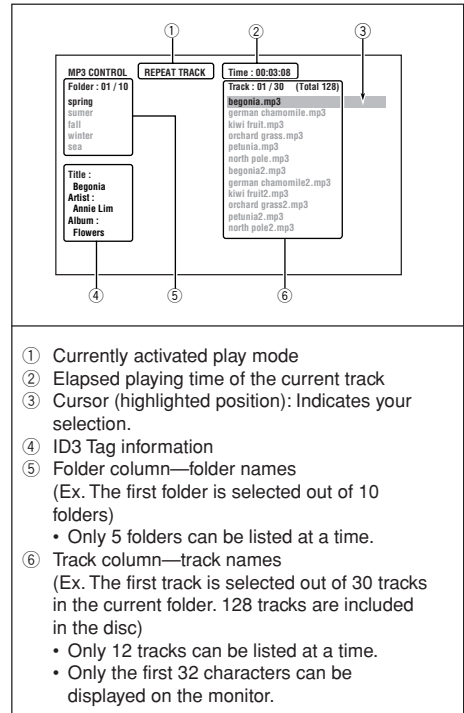 ① ② ③
MP3 CONTROL REPEAT TRACK Time : 00:03:08
Folder : 01 / 10 Track : 01 / 30 (Total 128)
spring begonia.mp3
sumer german chamomile.mp3
fall kiwi fruit.mp3
winter orchard grass.mp3
sea petunia.mp3
north pole.mp3
begonia2.mp3
german chamomile2.mp3
kiwi fruit2.mp3
orchard grass2.mp3
petunia2.mp3
north pole2.mp3
Title :
Begonia
Artist :
Annie Lim
Album :
Flowers
④ ⑤ ⑥
① Currently activated play mode
② Elapsed playing time of the current track
③ Cursor (highlighted position): Indicates your
selection.
④ ID3 Tag information
⑤ Folder column—folder names
(Ex. The first folder is selected out of 10
folders)
• Only 5 folders can be listed at a time.
⑥ Track column—track names
(Ex. The first track is selected out of 30 tracks
in the current folder. 128 tracks are included
in the disc)
• Only 12 tracks can be listed at a time.
• Only the first 32 characters can be
displayed on the monitor.